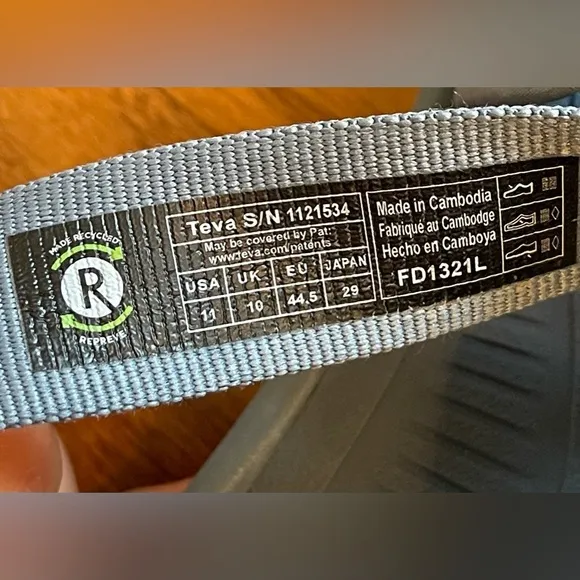 MADE RECYCLED
R
REPREVE
Teva S/N 1121534
May be covered by Pat:
www.teva.com/patents
USA UK EU JAPAN
11 10 44.5 29
Made in Cambodia
Fabriqué au Cambodge
Hecho en Camboya
FD1321L